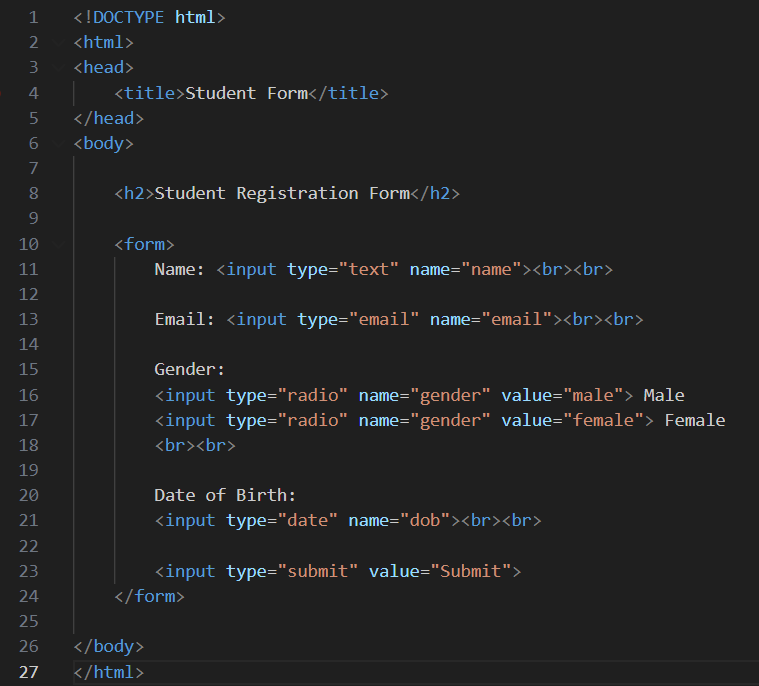 1 <!DOCTYPE html>
2 <html>
3 <head>
4     <title>Student Form</title>
5 </head>
6 <body>
7
8     <h2>Student Registration Form</h2>
9
10     <form>
11         Name: <input type="text" name="name"><br><br>
12
13         Email: <input type="email" name="email"><br><br>
14
15         Gender:
16         <input type="radio" name="gender" value="male"> Male
17         <input type="radio" name="gender" value="female"> Female
18         <br><br>
19
20         Date of Birth:
21         <input type="date" name="dob"><br><br>
22
23         <input type="submit" value="Submit">
24     </form>
25
26 </body>
27 </html>